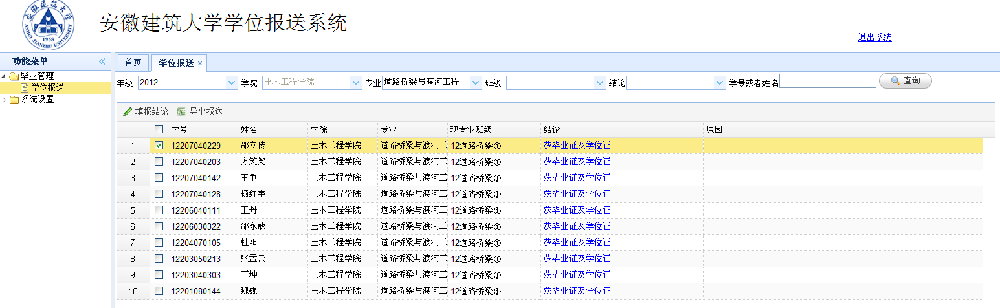 安徽建筑大学
ANHUI JIANZHU UNIVERSITY
1958
安徽建筑大学学位报送系统
退出系统
功能菜单
毕业管理
学位报送
系统设置
首页 学位报送
年级 2012 学院 土木工程学院 专业 道路桥梁与渡河工程 班级 结论 学号或者姓名 查询
填报结论 导出报送
学号 姓名 学院 专业 现专业班级 结论 原因
1 12207040229 邵立传 土木工程学院 道路桥梁与渡河工 12道路桥梁① 获毕业证及学位证
2 12207040203 方笑笑 土木工程学院 道路桥梁与渡河工 12道路桥梁① 获毕业证及学位证
3 12207040142 王争 土木工程学院 道路桥梁与渡河工 12道路桥梁① 获毕业证及学位证
4 12207040128 杨红宇 土木工程学院 道路桥梁与渡河工 12道路桥梁① 获毕业证及学位证
5 12206040111 王丹 土木工程学院 道路桥梁与渡河工 12道路桥梁① 获毕业证及学位证
6 12206030322 邰永敢 土木工程学院 道路桥梁与渡河工 12道路桥梁① 获毕业证及学位证
7 12204070105 杜阳 土木工程学院 道路桥梁与渡河工 12道路桥梁① 获毕业证及学位证
8 12203050213 张孟云 土木工程学院 道路桥梁与渡河工 12道路桥梁① 获毕业证及学位证
9 12203040303 丁坤 土木工程学院 道路桥梁与渡河工 12道路桥梁① 获毕业证及学位证
10 12201080144 魏巍 土木工程学院 道路桥梁与渡河工 12道路桥梁① 获毕业证及学位证